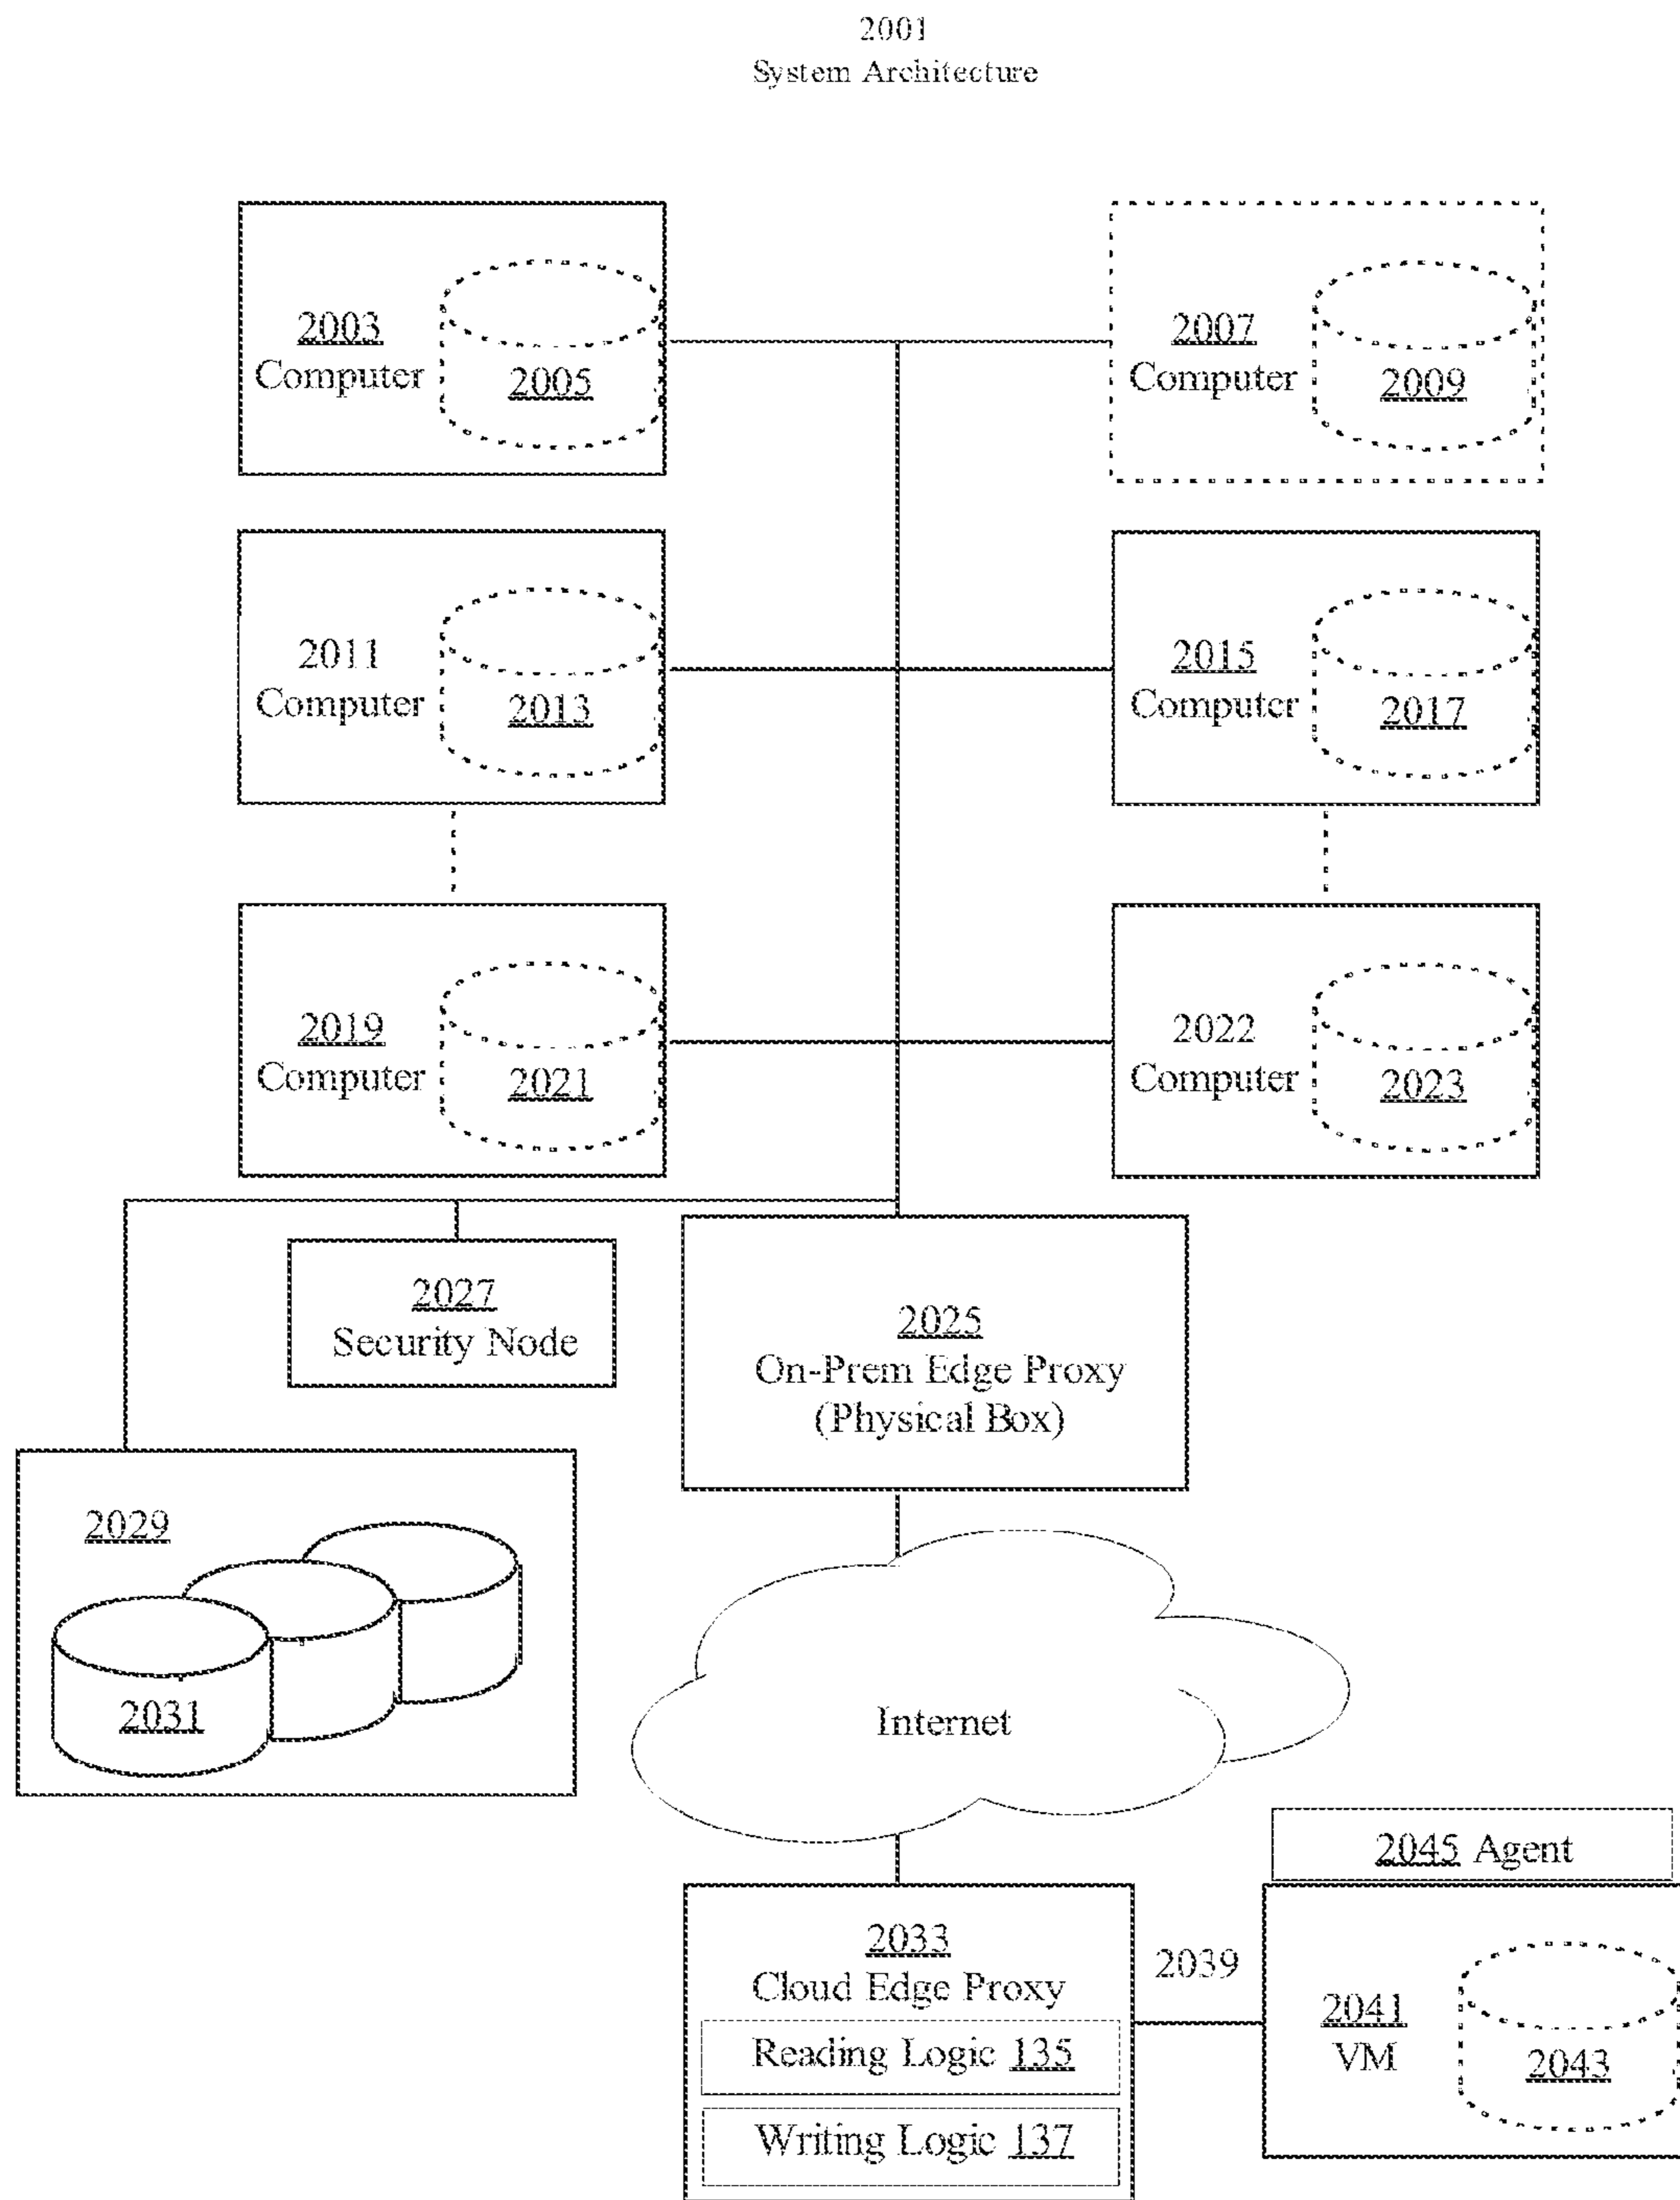 2001
System Architecture
2003
Computer
2005
2007
Computer
2009
2011
Computer
2013
2015
Computer
2017
2019
Computer
2021
2022
Computer
2023
2027
Security Node
2025
On-Prem Edge Proxy
(Physical Box)
2029
2031
Internet
2045 Agent
2033
Cloud Edge Proxy
Reading Logic 135
Writing Logic 137
2039
2041
VM
2043